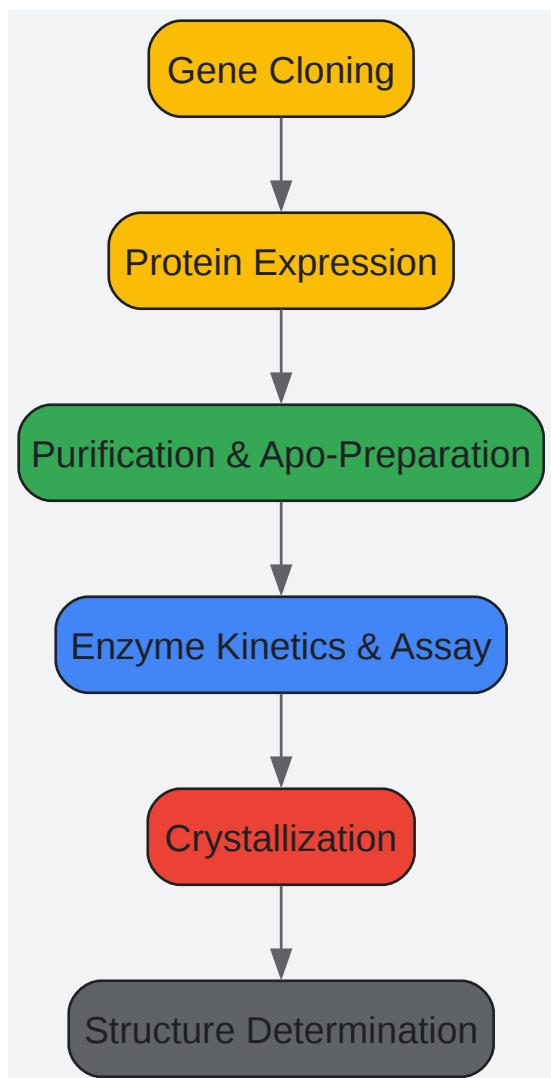 Gene Cloning
Protein Expression
Purification & Apo-Preparation
Enzyme Kinetics & Assay
Crystallization
Structure Determination